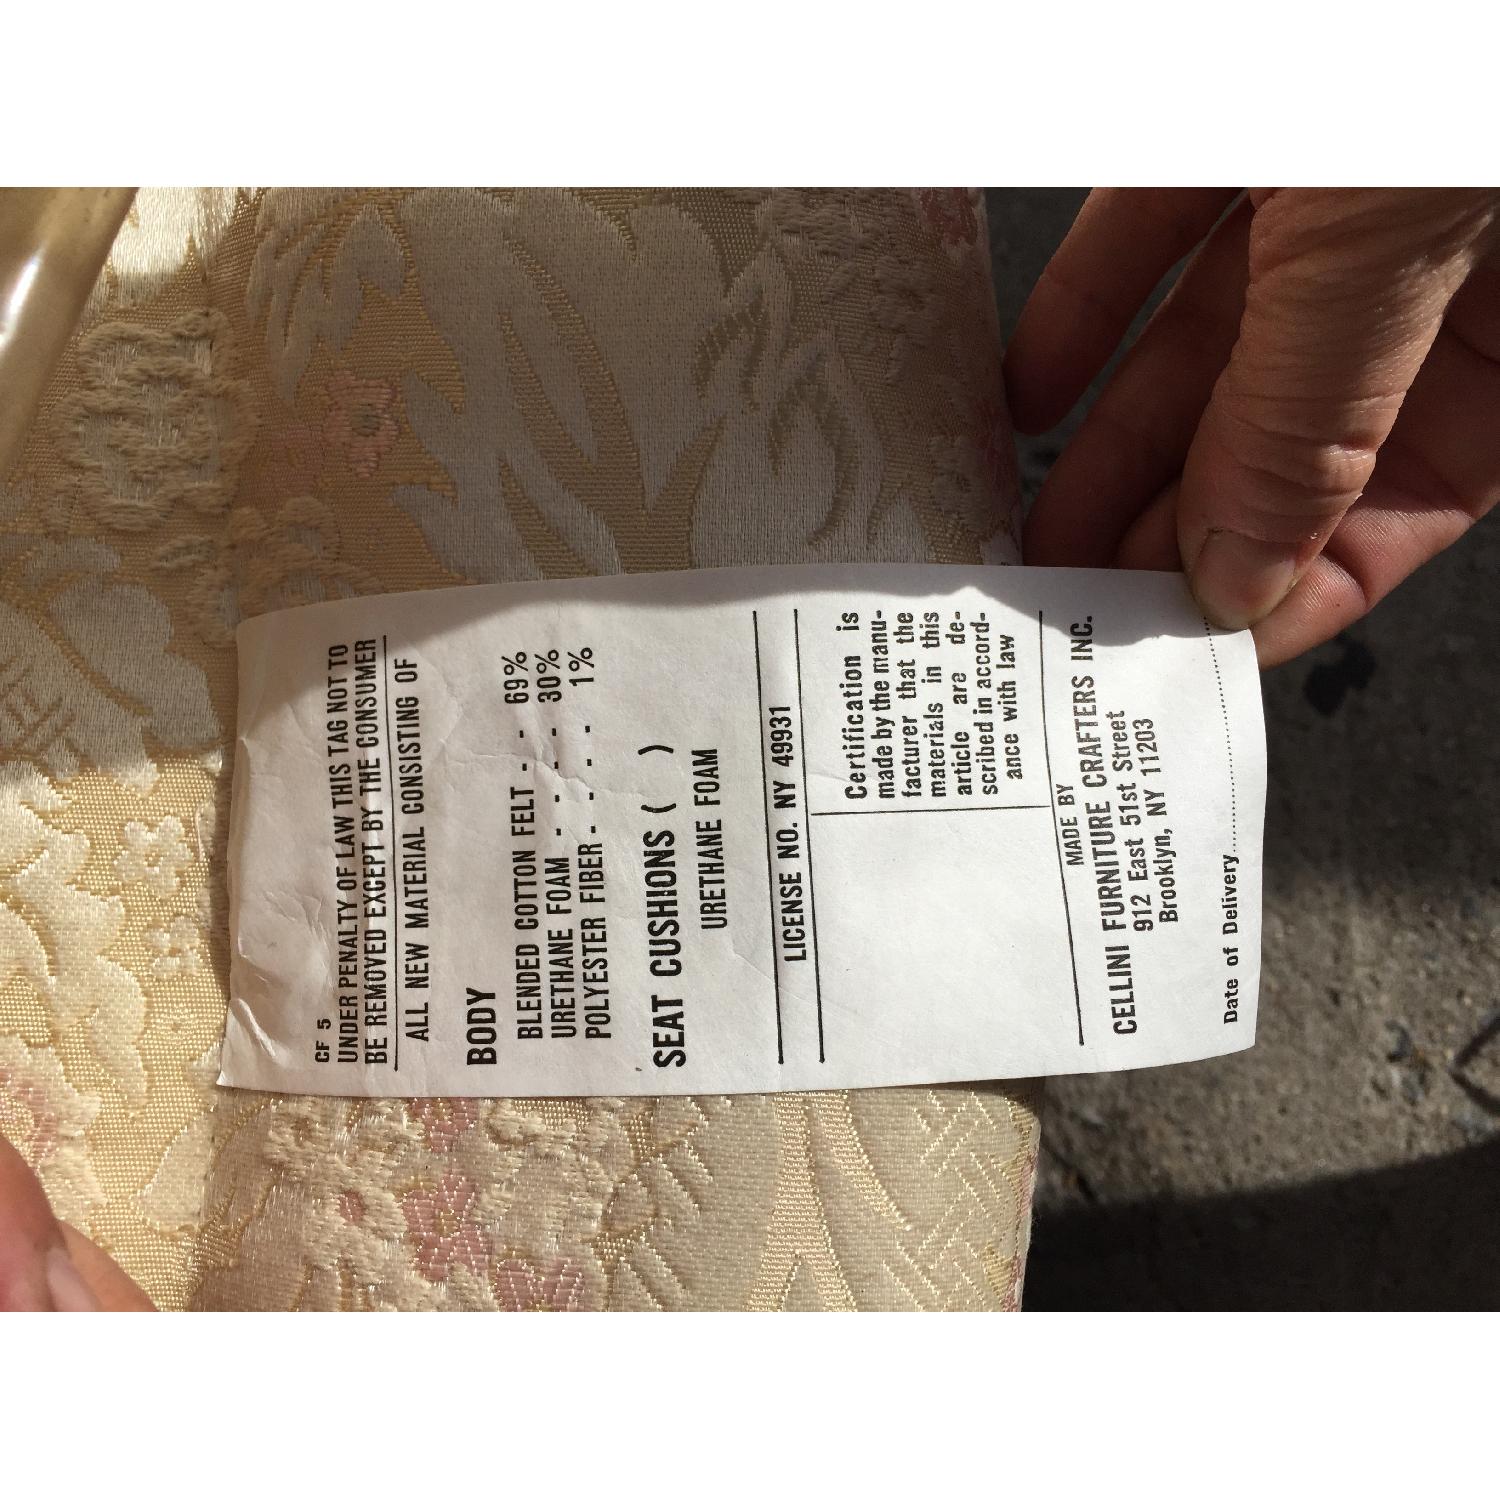 CF 5
UNDER PENALTY OF LAW THIS TAG NOT TO
BE REMOVED EXCEPT BY THE CONSUMER
ALL NEW MATERIAL CONSISTING OF
BODY
BLENDED COTTON FELT - - 69%
URETHANE FOAM - - - - 30%
POLYESTER FIBER - - - - 1%
SEAT CUSHIONS ( )
URETHANE FOAM
LICENSE NO. NY 49931
Certification is
made by the manu-
facturer that the
materials in this
article are de-
scribed in accord-
ance with law
MADE BY
CELLINI FURNITURE CRAFTERS INC.
912 East 51st Street
Brooklyn, NY 11203
Date of Delivery........................